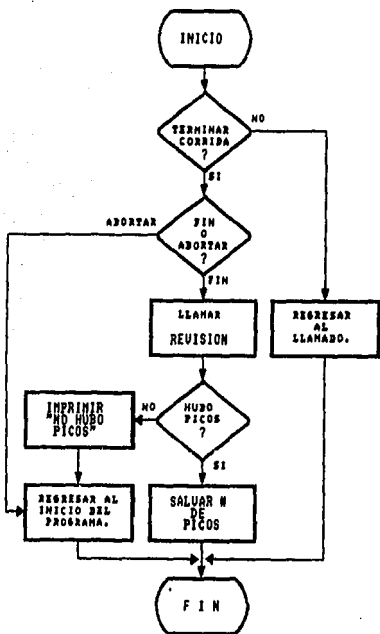 INICIO
NO
TERMINAR
CORRIDA
?
SI
ABORTAR
FIN
O
ABORTAR
?
FIN
LLAMAR
REVISION
REGRESAR
AL
LLAMADO.
IMPRIMIR
"NO HUBO
PICOS"
NO
HUBO
PICOS
?
SI
REGRESAR AL
INICIO DEL
PROGRAMA.
SALVAR #
DE
PICOS
F I N